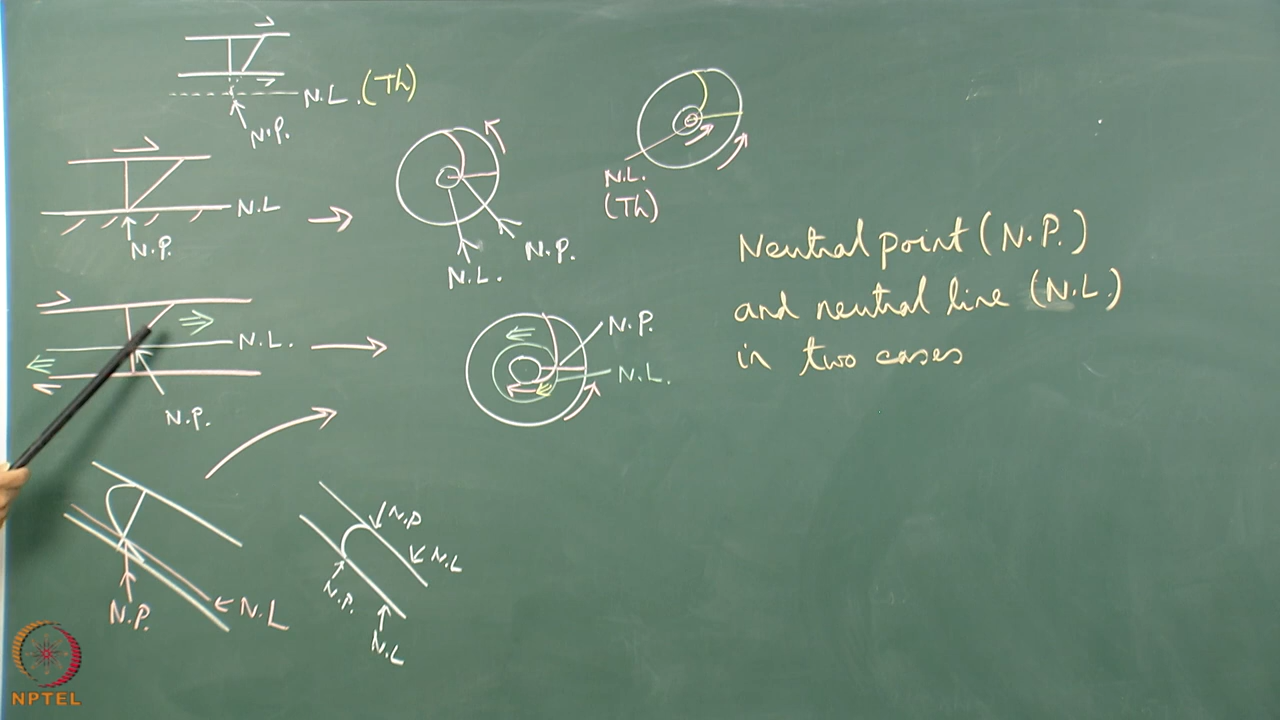 N.L. (Th)
N.P.
N.L
N.P.
N.L.
N.P.
N.L.
(Th)
Neutral point (N.P.)
and neutral line (N.L.)
in two cases
N.L.
N.P.
N.P.
N.L.
N.P.
N.L
N.P
N.L
N.P.
N.L
NPTEL